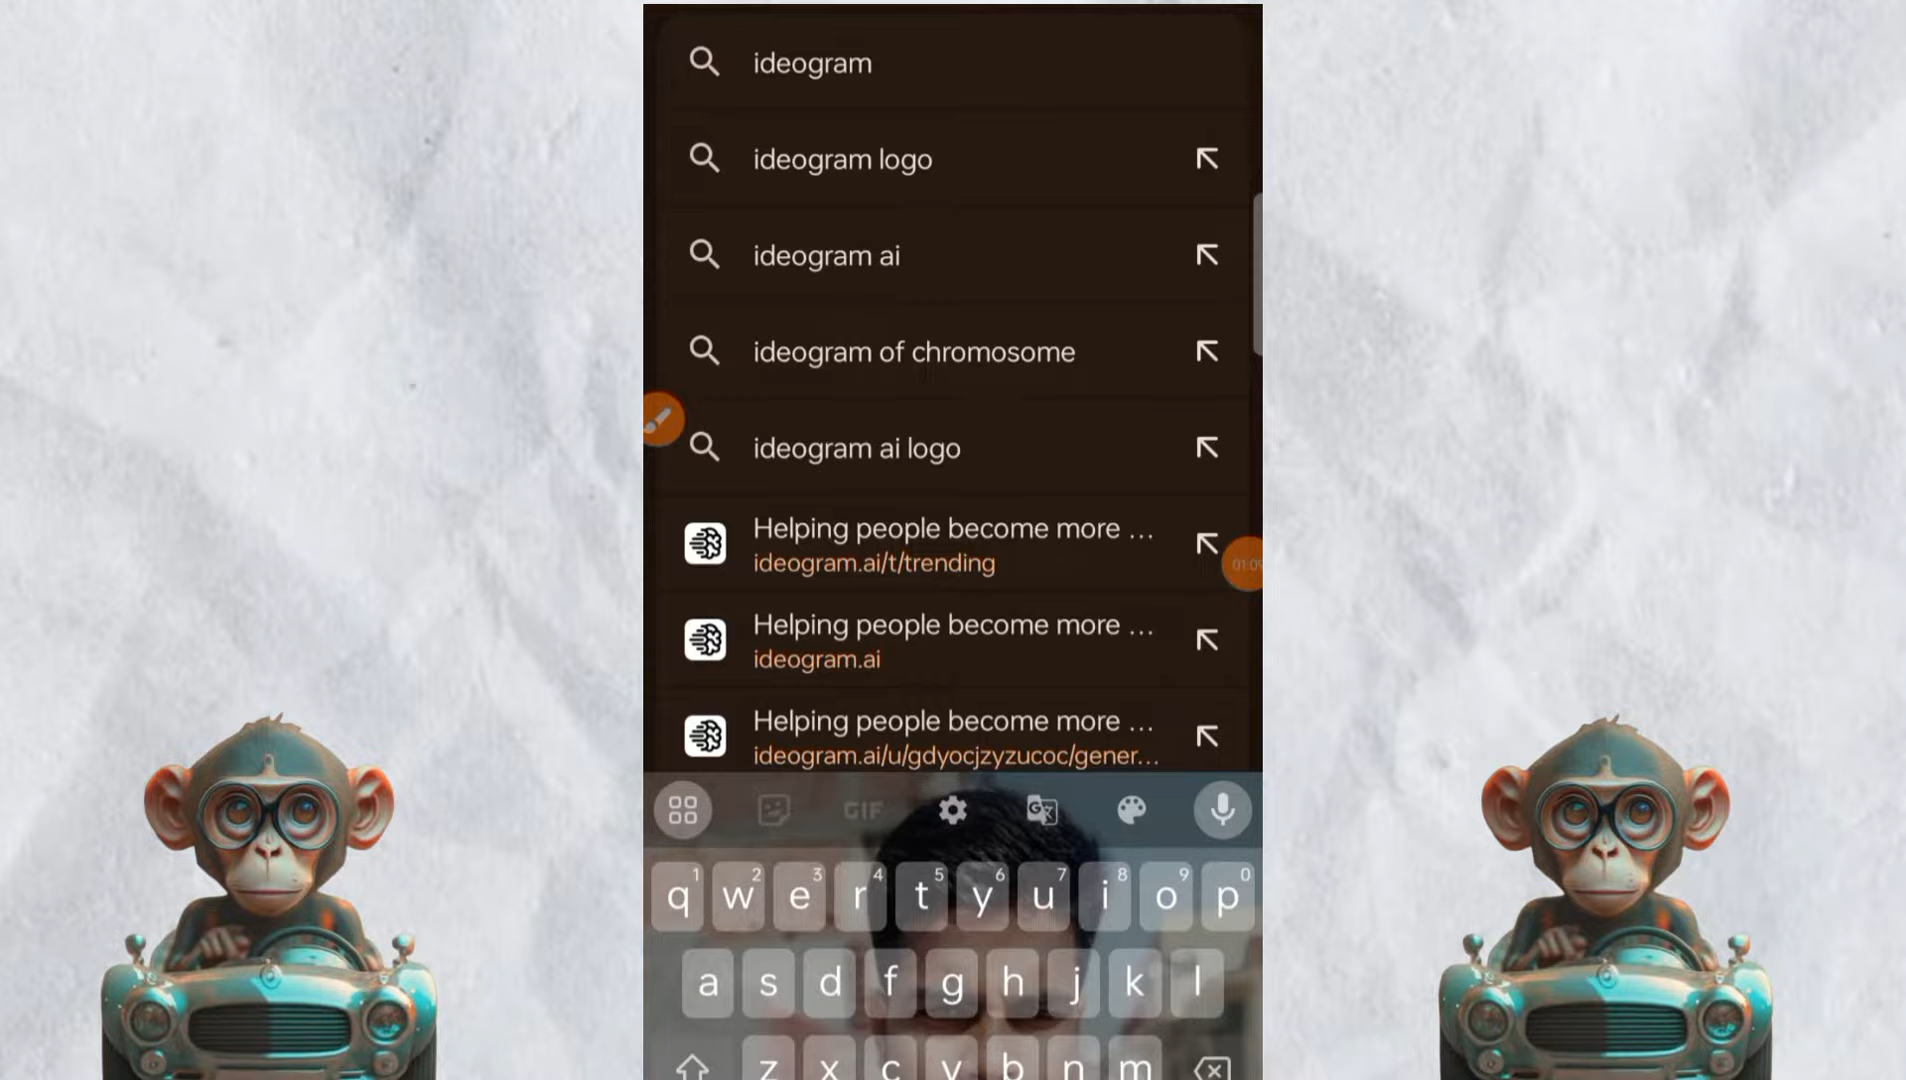 ideogram
ideogram logo
ideogram ai
ideogram of chromosome
ideogram ai logo
Helping people become more ...
ideogram.ai/t/trending
01:09
Helping people become more ...
ideogram.ai
Helping people become more ...
ideogram.ai/u/gdyocjzyzucoc/gener...
GIF
1 2 3 4 5 6 7 8 9 0
q w e r t y u i o p
a s d f g h j k l
z x c v b n m